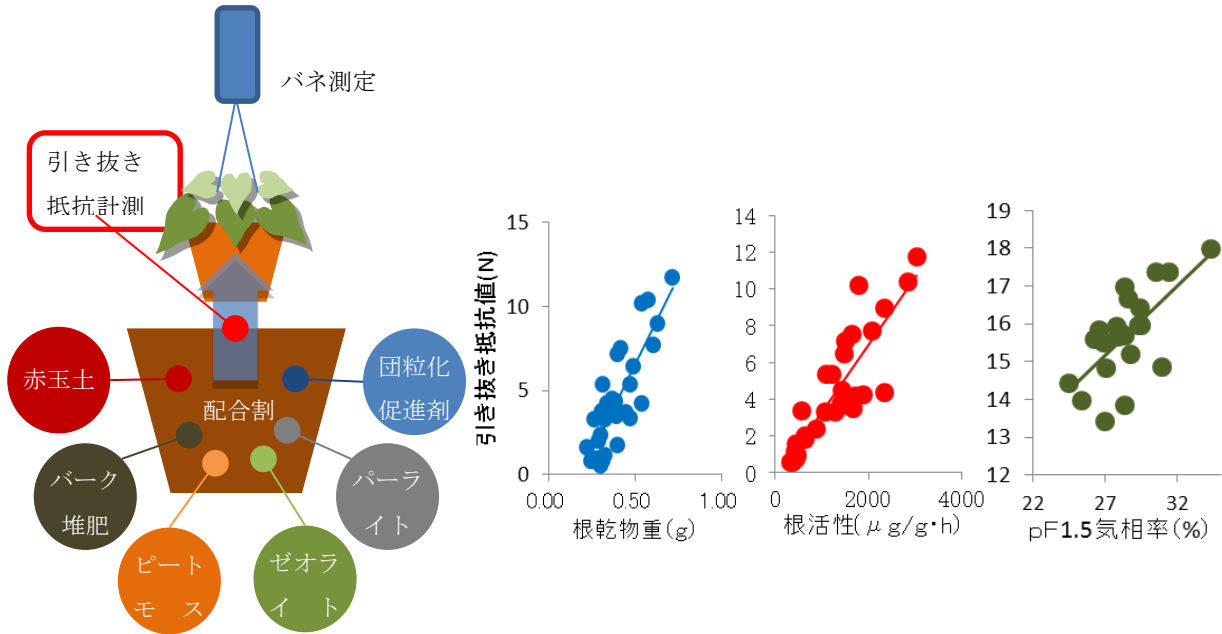 バネ測定
引き抜き
抵抗計測
赤玉土
団粒化
促進剤
配合割
バーク
堆肥
パーラ
イト
ピート
モス
ゼオラ
イト
引き抜き抵抗値(N)
15
10
5
0
0.00
0.50
1.00
根乾物重(g)
14
12
10
8
6
4
2
0
0
2000
4000
根活性(μg/g･h)
19
18
17
16
15
14
13
12
22
27
32
pF1.5気相率(%)